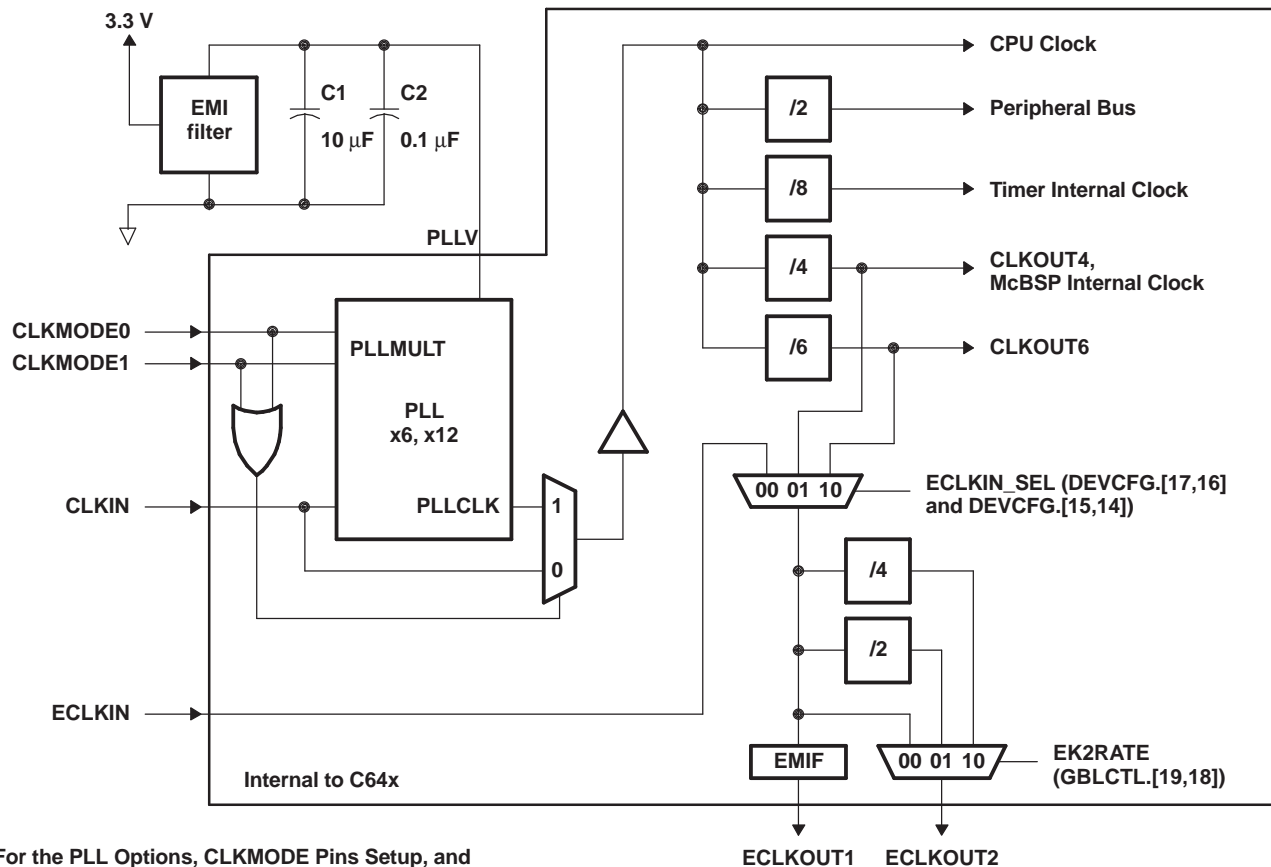 3.3 V
EMI
filter
C1
10 μF
C2
0.1 μF
CPU Clock
/2
Peripheral Bus
/8
Timer Internal Clock
/4
CLKOUT4,
McBSP Internal Clock
/6
CLKOUT6
PLLV
CLKMODE0
CLKMODE1
PLLMULT
PLL
x6, x12
CLKIN
PLLCLK
1
0
00 01 10
ECLKIN_SEL (DEVCFG.[17,16]
and DEVCFG.[15,14])
/4
/2
ECLKIN
EMIF
00 01 10
EK2RATE
(GBLCTL.[19,18])
Internal to C64x
ECLKOUT1
ECLKOUT2
For the PLL Options, CLKMODE Pins Setup, and